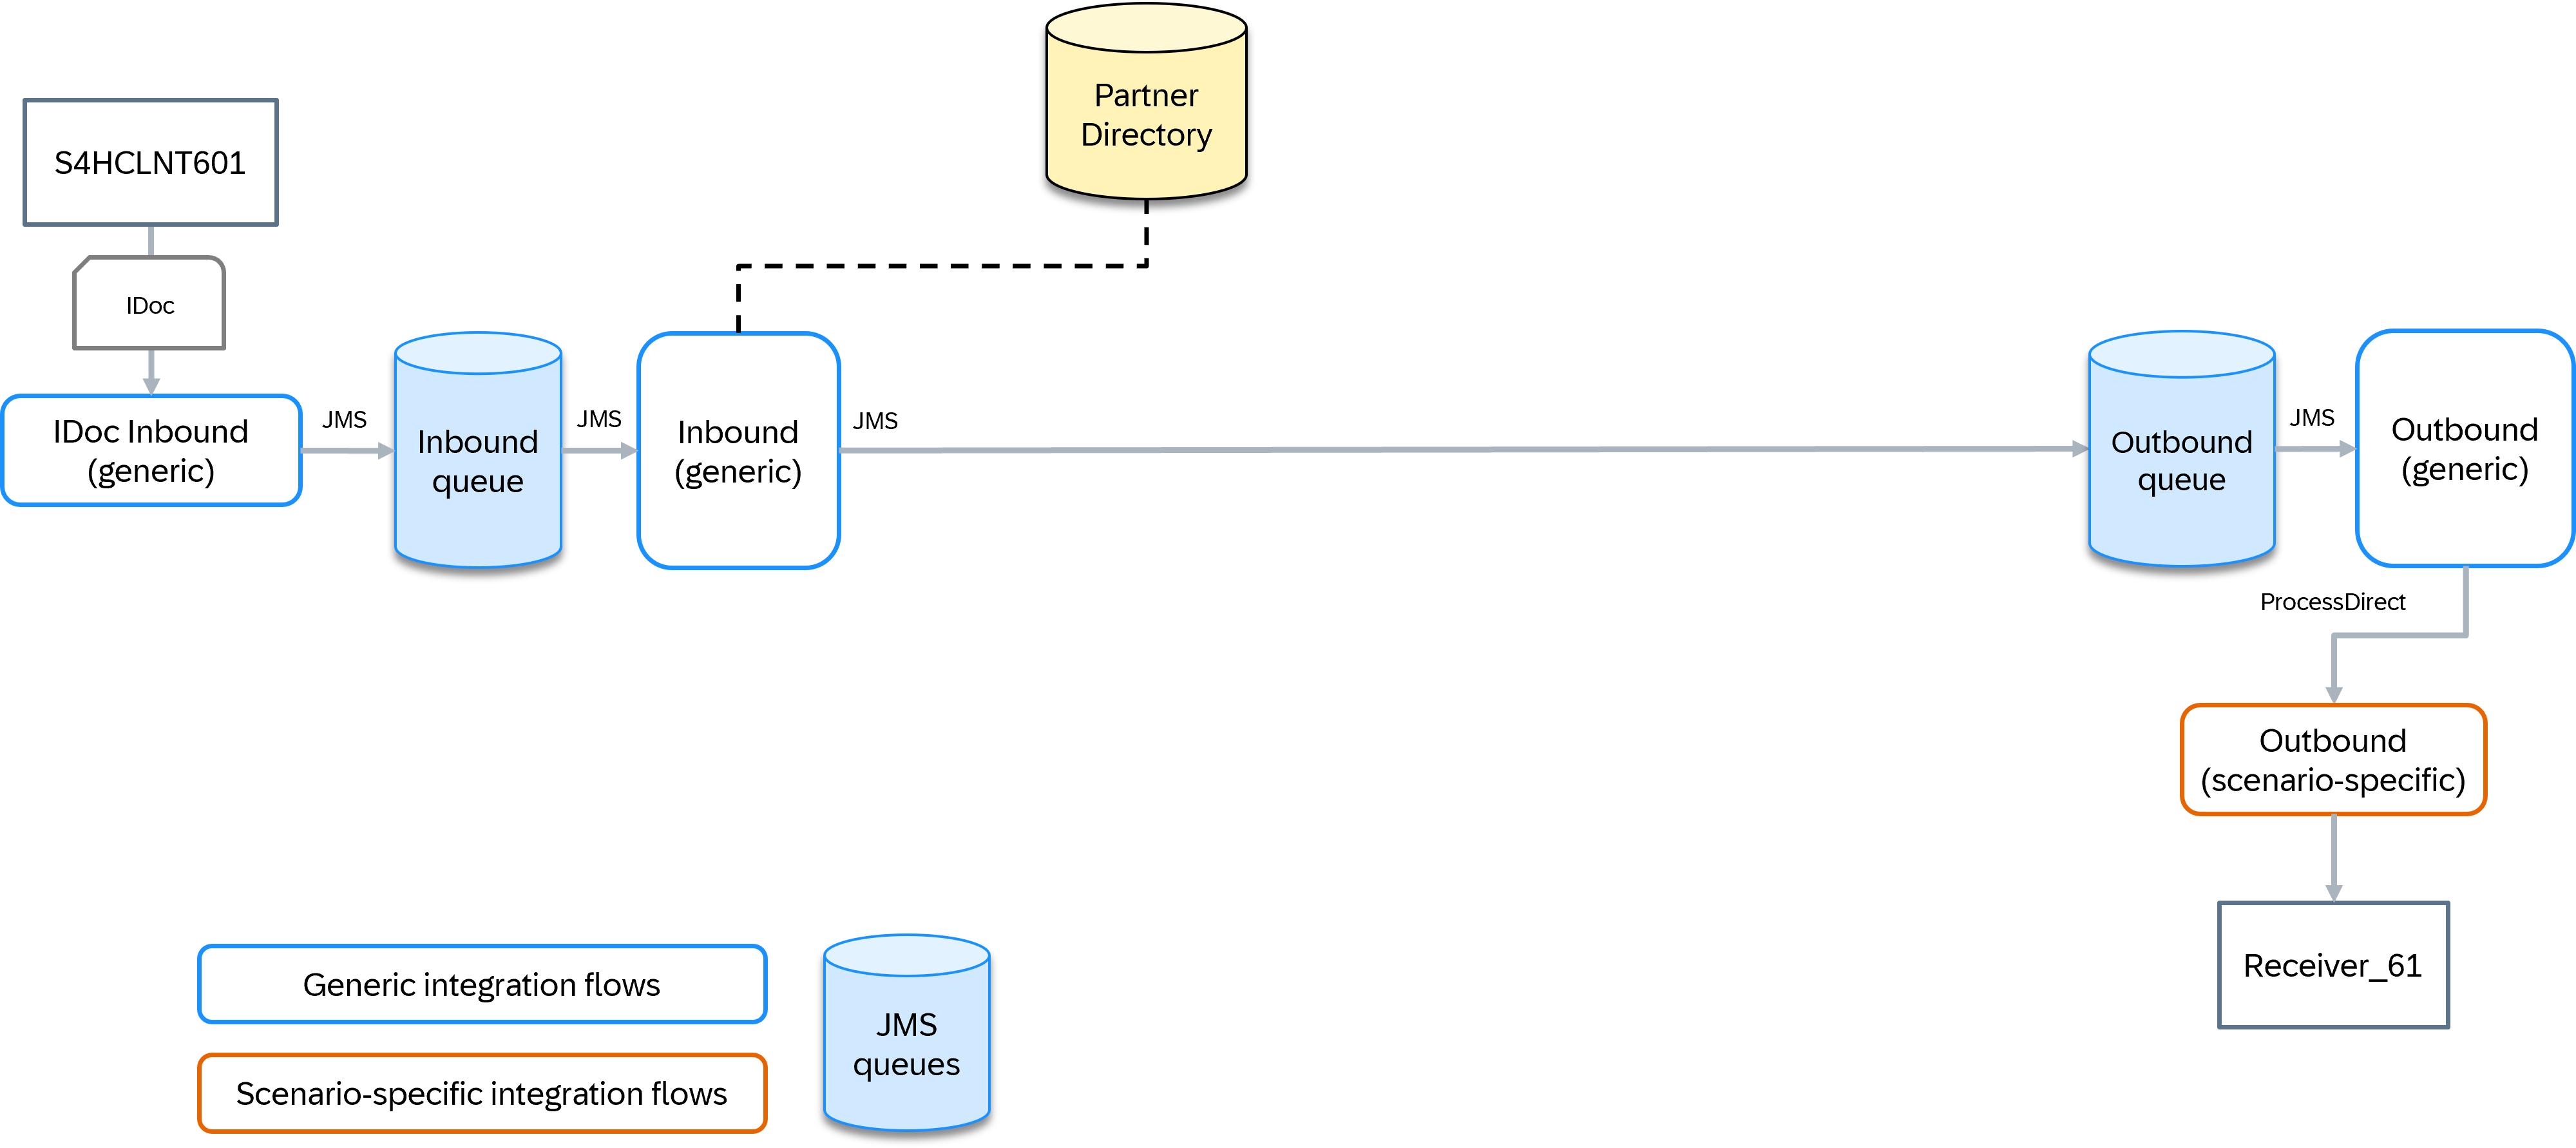 Partner
Directory
S4HCLNT601
IDoc
IDoc Inbound
(generic)
JMS
Inbound
queue
JMS
Inbound
(generic)
JMS
Outbound
queue
JMS
Outbound
(generic)
ProcessDirect
Outbound
(scenario-specific)
Receiver_61
Generic integration flows
Scenario-specific integration flows
JMS
queues